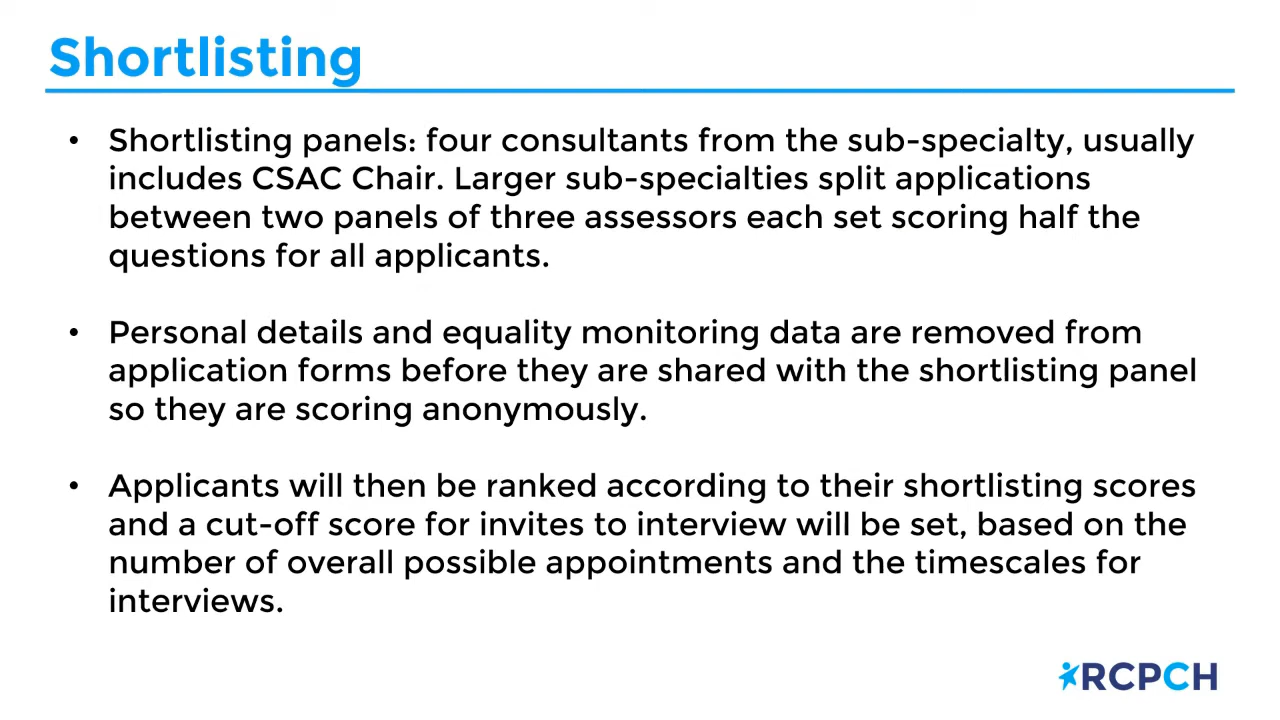 Shortlisting
• Shortlisting panels: four consultants from the sub-specialty, usually
includes CSAC Chair. Larger sub-specialties split applications
between two panels of three assessors each set scoring half the
questions for all applicants.
• Personal details and equality monitoring data are removed from
application forms before they are shared with the shortlisting panel
so they are scoring anonymously.
• Applicants will then be ranked according to their shortlisting scores
and a cut-off score for invites to interview will be set, based on the
number of overall possible appointments and the timescales for
interviews.
RCPCH